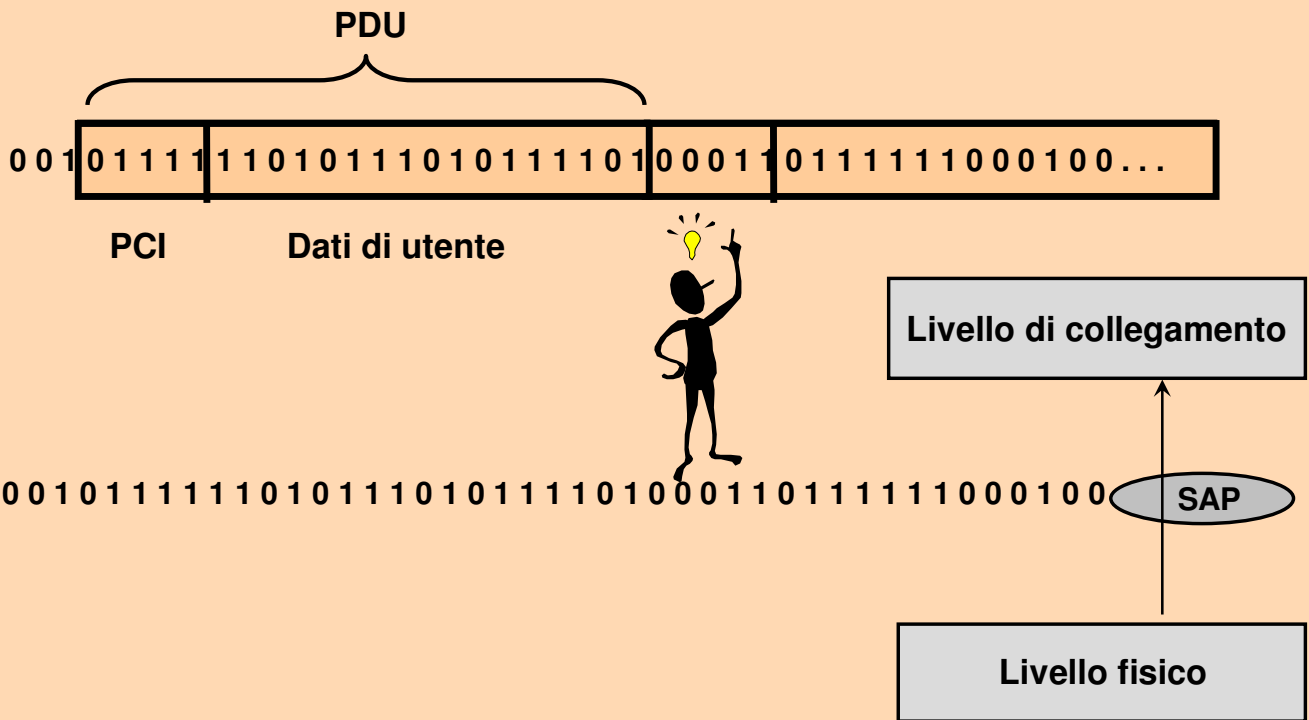 PDU
0 0 1 0 1 1 1 1 1 1 1 0 1 0 1 1 1 0 1 0 1 1 1 1 0 1 0 0 0 1 1 0 1 1 1 1 1 1 0 0 0 1 0 0 . . .
PCI Dati di utente
Livello di collegamento
0 0 1 0 1 1 1 1 1 1 1 0 1 0 1 1 1 0 1 0 1 1 1 1 0 1 0 0 0 1 1 0 1 1 1 1 1 1 0 0 0 1 0 0 SAP
Livello fisico